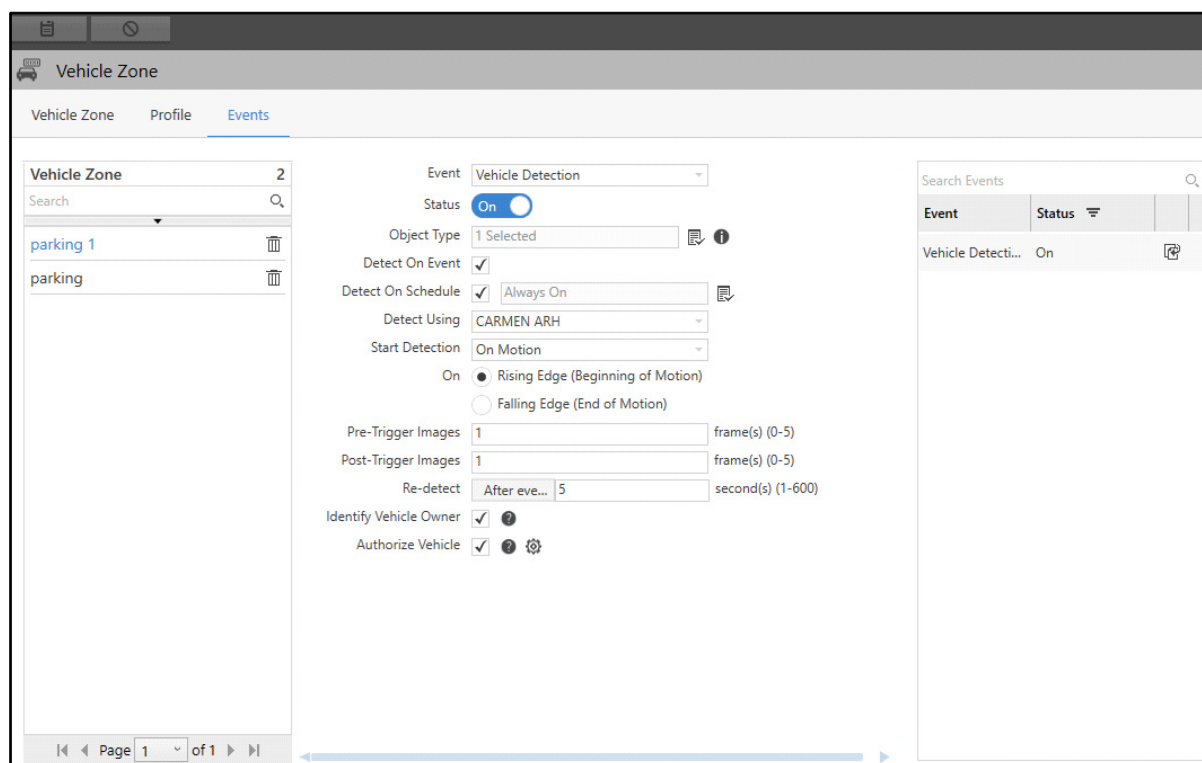 Vehicle Zone
Vehicle Zone Profile Events
Vehicle Zone 2
Search
parking 1
parking
Page 1 of 1
Event Vehicle Detection
Status On
Object Type 1 Selected
Detect On Event
Detect On Schedule Always On
Detect Using CARMEN ARH
Start Detection On Motion
On Rising Edge (Beginning of Motion)
Falling Edge (End of Motion)
Pre-Trigger Images 1 frame(s) (0-5)
Post-Trigger Images 1 frame(s) (0-5)
Re-detect After eve... 5 second(s) (1-600)
Identify Vehicle Owner
Authorize Vehicle
Search Events
Event Status
Vehicle Detecti... On